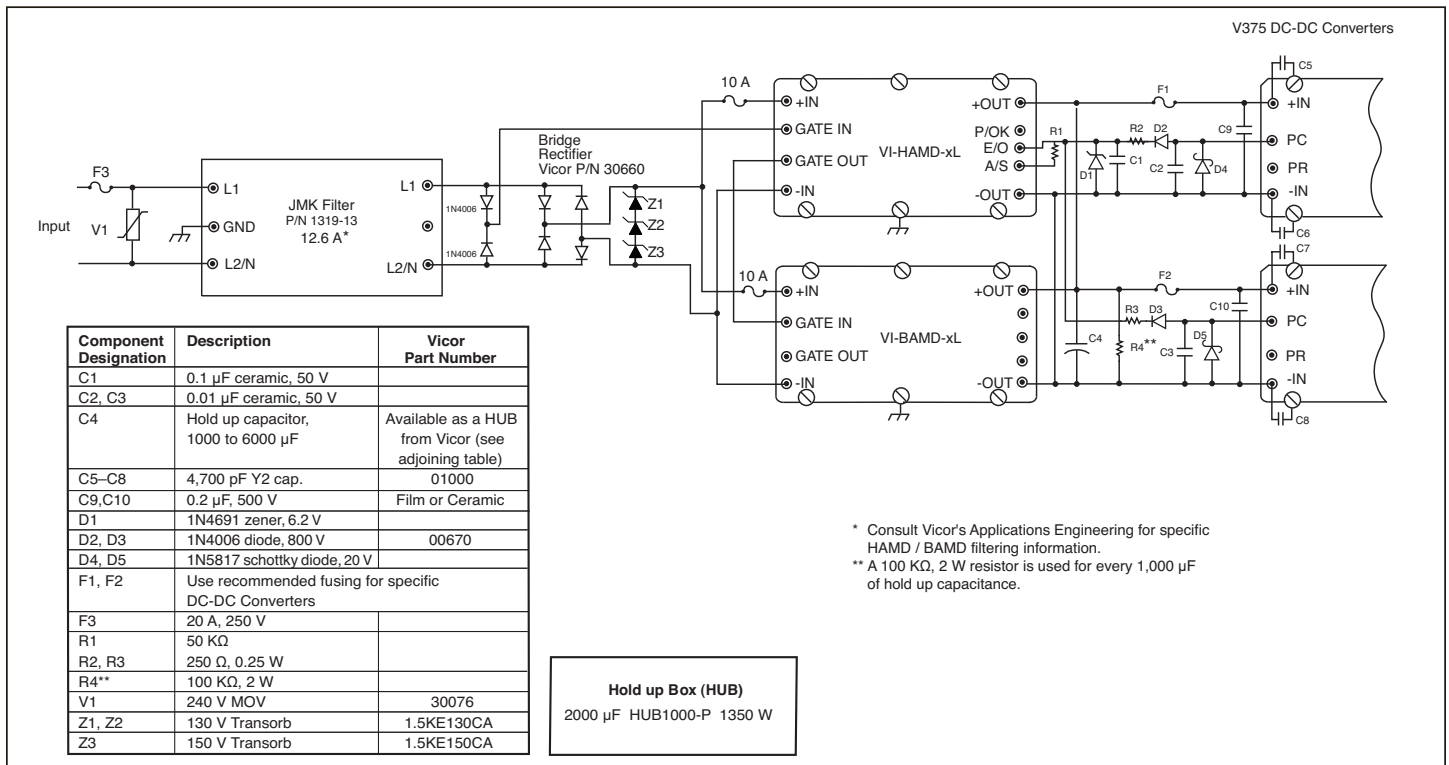 V375 DC-DC Converters
F3
Input
V1
L1
GND
L2/N
JMK Filter
P/N 1319-13
12.6 A*
L1
L2/N
1N4006
1N4006
Bridge
Rectifier
Vicor P/N 30660
Z1
Z2
Z3
10 A
+IN
GATE IN
GATE OUT
-IN
VI-HAMD-xL
+OUT
P/OK
E/O
A/S
-OUT
R1
D1
C1
R2
D2
C2
D4
F1
C9
C5
+IN
PC
PR
-IN
C6
10 A
+IN
GATE IN
GATE OUT
-IN
VI-BAMD-xL
+OUT
-OUT
C4
R4**
R3
D3
C3
D5
F2
C10
C7
+IN
PC
PR
-IN
C8
Component Designation Description Vicor Part Number
C1 0.1 µF ceramic, 50 V
C2, C3 0.01 µF ceramic, 50 V
C4 Hold up capacitor, Available as a HUB
1000 to 6000 µF from Vicor (see
adjoining table)
C5–C8 4,700 pF Y2 cap. 01000
C9,C10 0.2 µF, 500 V Film or Ceramic
D1 1N4691 zener, 6.2 V
D2, D3 1N4006 diode, 800 V 00670
D4, D5 1N5817 schottky diode, 20 V
F1, F2 Use recommended fusing for specific
DC-DC Converters
F3 20 A, 250 V
R1 50 KΩ
R2, R3 250 Ω, 0.25 W
R4** 100 KΩ, 2 W
V1 240 V MOV 30076
Z1, Z2 130 V Transorb 1.5KE130CA
Z3 150 V Transorb 1.5KE150CA
Hold up Box (HUB)
2000 µF HUB1000-P 1350 W
* Consult Vicor's Applications Engineering for specific
HAMD / BAMD filtering information.
** A 100 KΩ, 2 W resistor is used for every 1,000 µF
of hold up capacitance.